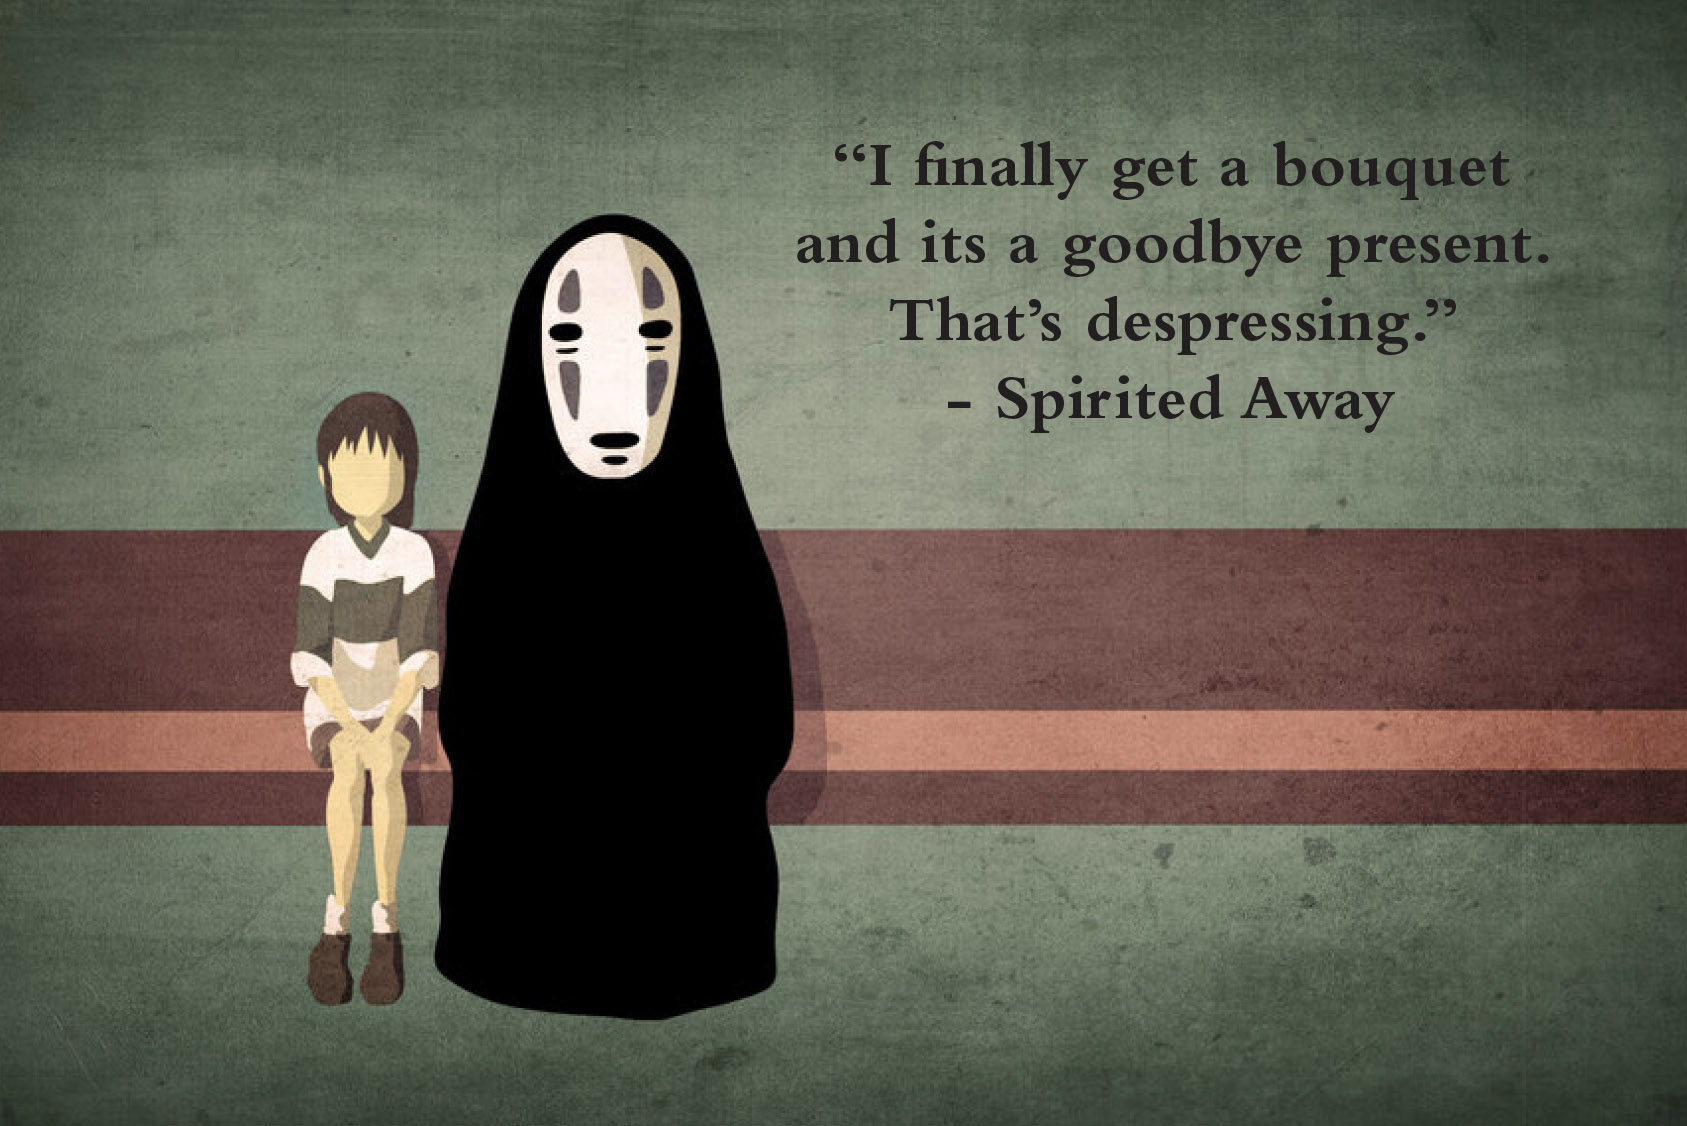 “I finally get a bouquet
and its a goodbye present.
That’s despressing.”
- Spirited Away